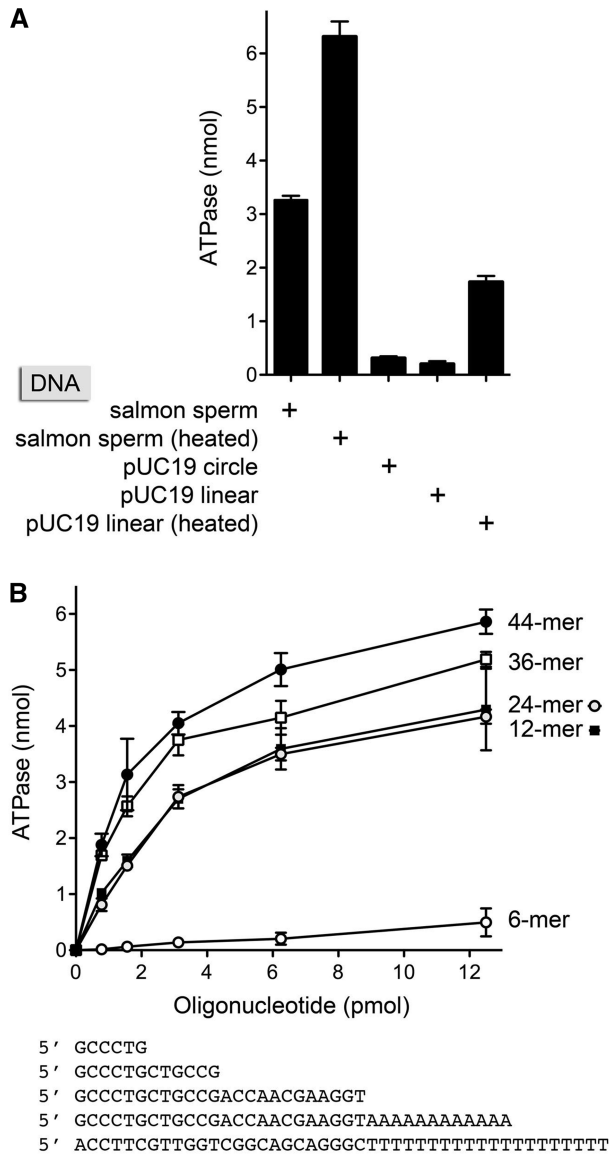 A
6
5
4
3
2
1
0
ATPase (nmol)
DNA
salmon sperm +
salmon sperm (heated) +
pUC19 circle +
pUC19 linear +
pUC19 linear (heated) +
B
6
5
4
3
2
1
0
ATPase (nmol)
44-mer
36-mer
24-mer
12-mer
6-mer
0 2 4 6 8 10 12
Oligonucleotide (pmol)
5′ GCCCTG
5′ GCCCTGCTGCCG
5′ GCCCTGCTGCCGACCAACGAAGGT
5′ GCCCTGCTGCCGACCAACGAAGGTAAAAAAAAAAAA
5′ ACCTTCGTTGGTCGGCAGCAGGGCTTTTTTTTTTTTTTTTTTTT